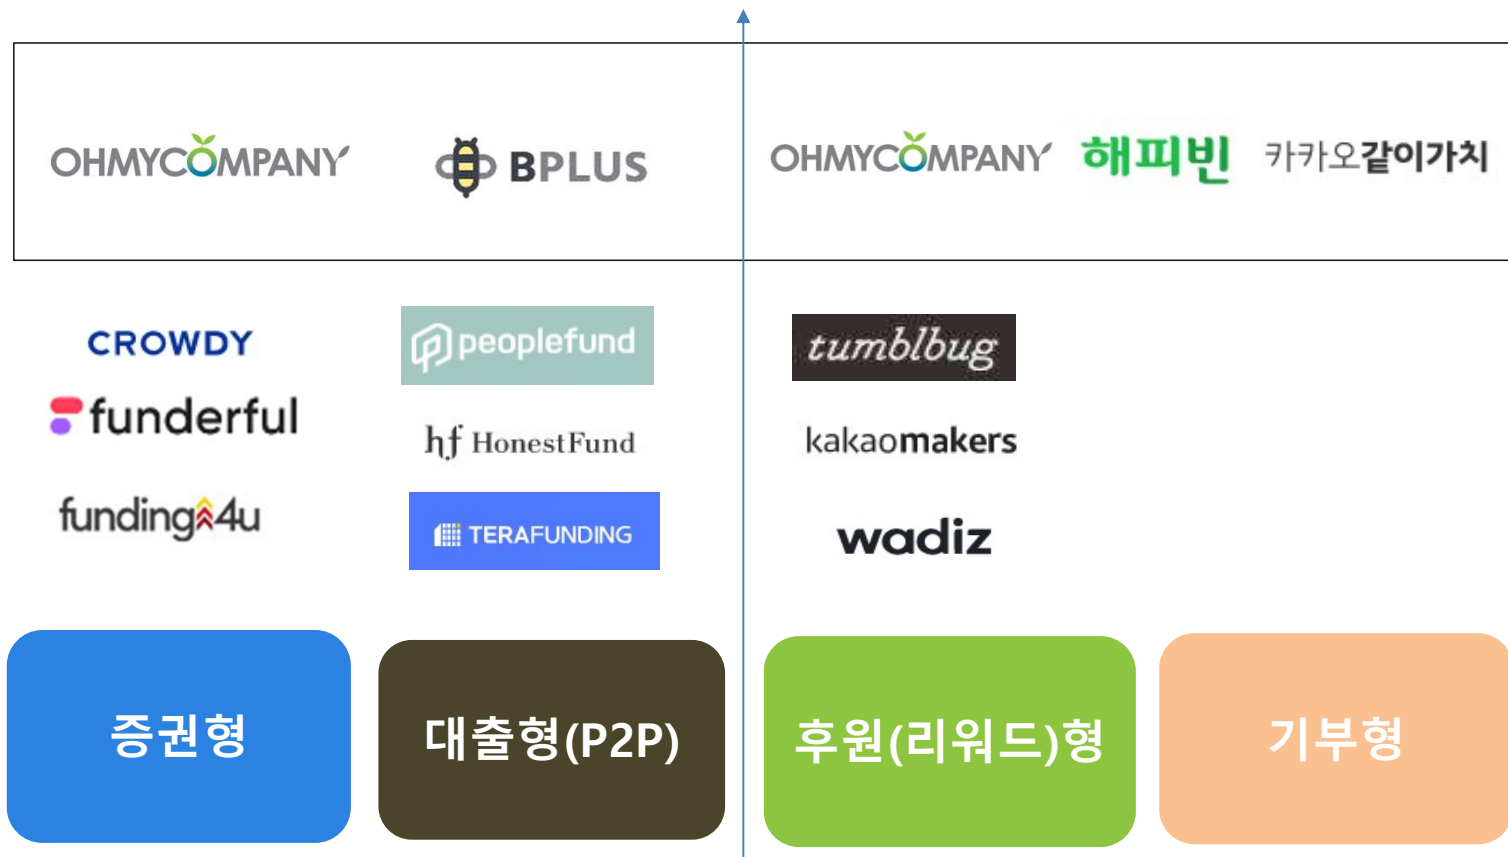 OHMYCOMPANY
BPLUS
OHMYCOMPANY
해피빈
카카오같이가치
CROWDY
funderful
funding4u
peoplefund
hf HonestFund
TERAFUNDING
tumblbug
kakaomakers
wadiz
증권형
대출형(P2P)
후원(리워드)형
기부형